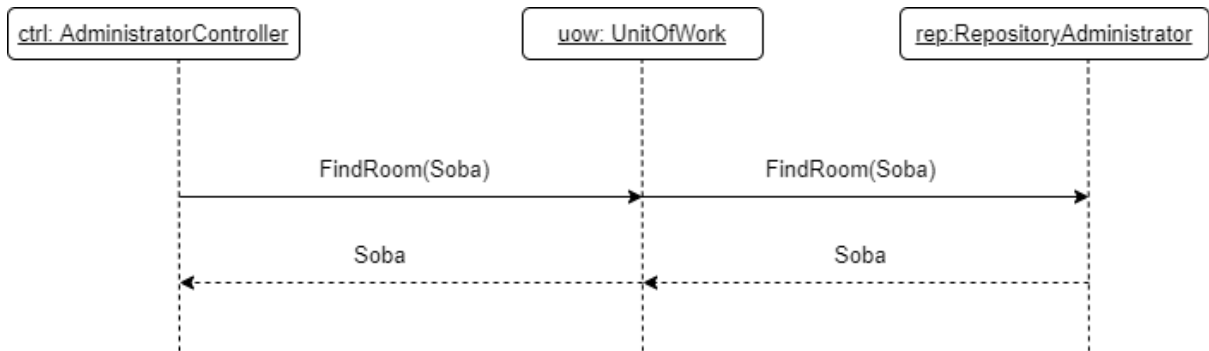 ctrl: AdministratorController
uow: UnitOfWork
rep:RepositoryAdministrator
FindRoom(Soba)
FindRoom(Soba)
Soba
Soba